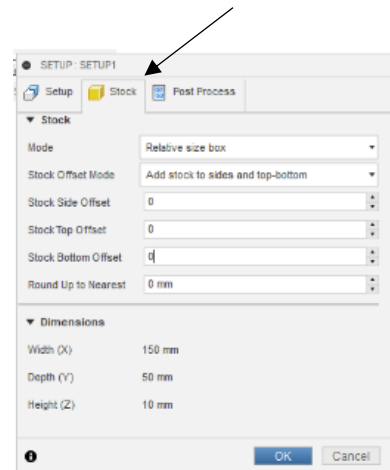 SETUP: SETUP1
Setup Stock Post Process
Stock
Mode Relative size box
Stock Offset Mode Add stock to sides and top-bottom
Stock Side Offset 0
Stock Top Offset 0
Stock Bottom Offset 0
Round Up to Nearest 0 mm
Dimensions
Width (X) 150 mm
Depth (Y) 50 mm
Height (Z) 10 mm
OK Cancel